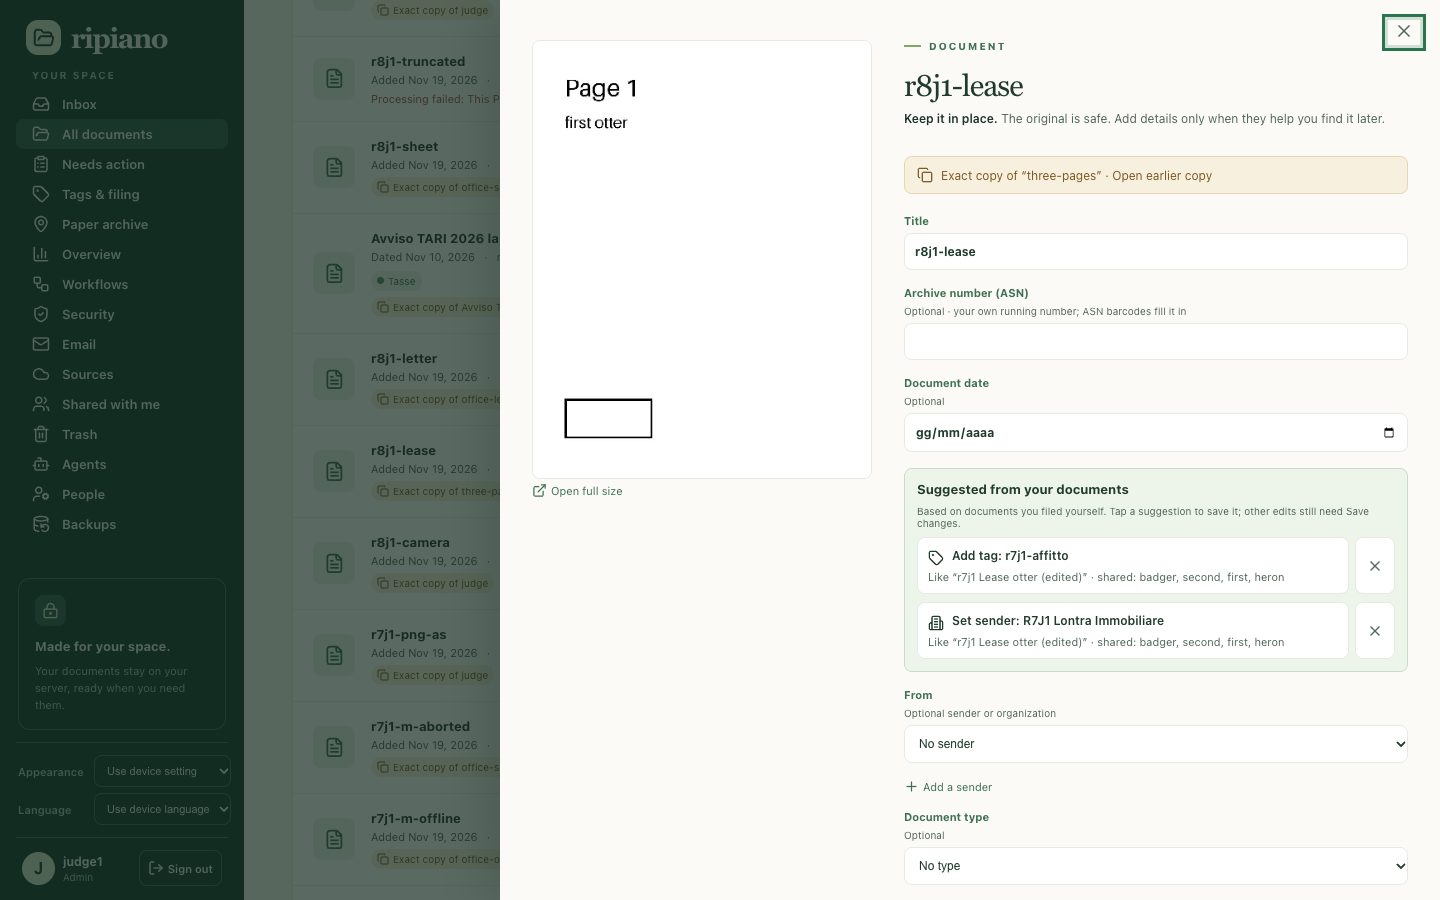 ripiano
YOUR SPACE
Inbox
All documents
Needs action
Tags & filing
Paper archive
Overview
Workflows
Security
Email
Sources
Shared with me
Trash
Agents
People
Backups
Made for your space.
Your documents stay on your
server, ready when you need
them.
Appearance
Use device setting
Language
Use device language
J
judge1
Admin
Sign out
Exact copy of judge
r8j1-truncated
Added Nov 19, 2026 ·
Processing failed: This P
r8j1-sheet
Added Nov 19, 2026 ·
Exact copy of office-s
Avviso TARI 2026 la
Dated Nov 10, 2026 ·
Tasse
Exact copy of Avviso
r8j1-letter
Added Nov 19, 2026 ·
Exact copy of office-le
r8j1-lease
Added Nov 19, 2026 ·
Exact copy of three-pa
r8j1-camera
Added Nov 19, 2026 ·
Exact copy of judge
r7j1-png-as
Added Nov 19, 2026 ·
Exact copy of judge
r7j1-m-aborted
Added Nov 19, 2026 ·
Exact copy of office-s
r7j1-m-offline
Added Nov 19, 2026 ·
Exact copy of office-o
Page 1
first otter
Open full size
DOCUMENT
r8j1-lease
Keep it in place. The original is safe. Add details only when they help you find it later.
Exact copy of “three-pages” · Open earlier copy
Title
r8j1-lease
Archive number (ASN)
Optional · your own running number; ASN barcodes fill it in
Document date
Optional
gg/mm/aaaa
Suggested from your documents
Based on documents you filed yourself. Tap a suggestion to save it; other edits still need Save
changes.
Add tag: r7j1-affitto
Like “r7j1 Lease otter (edited)” · shared: badger, second, first, heron
Set sender: R7J1 Lontra Immobiliare
Like “r7j1 Lease otter (edited)” · shared: badger, second, first, heron
From
Optional sender or organization
No sender
Add a sender
Document type
Optional
No type